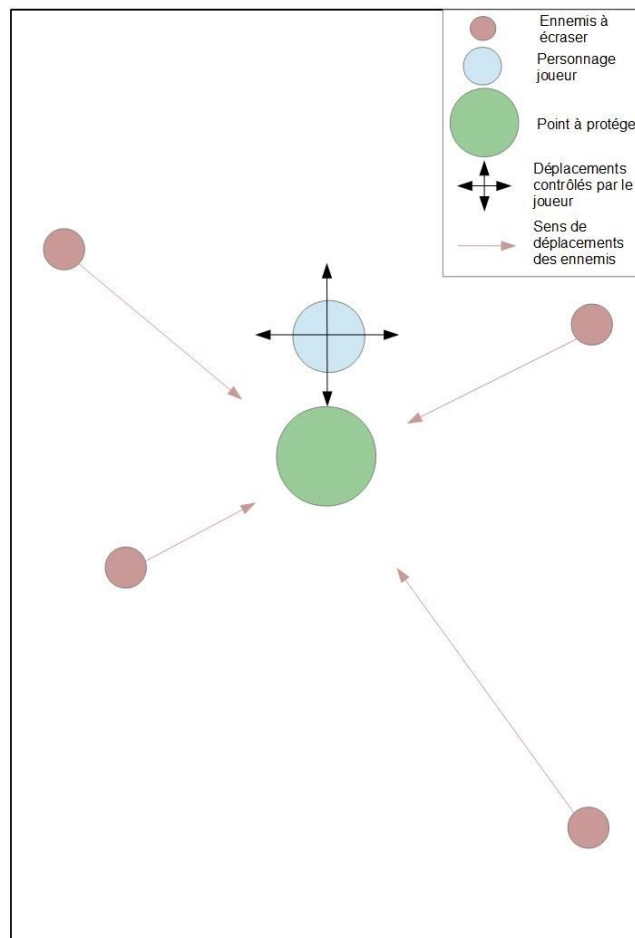 Ennemis à
écraser
Personnage
joueur
Point à protége
Déplacements
contrôlés par le
joueur
Sens de
déplacements
des ennemis